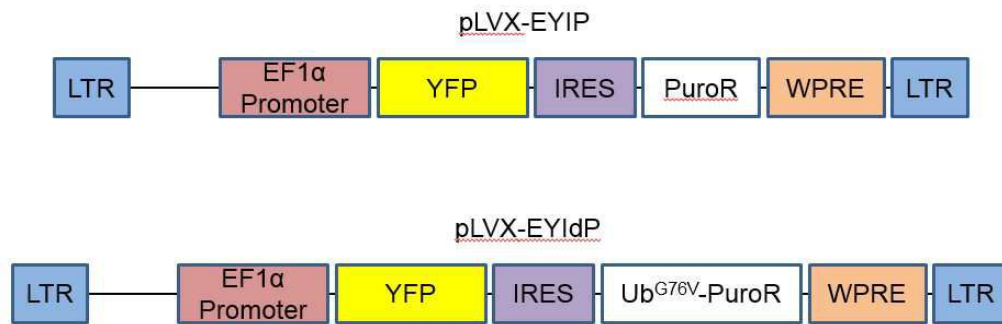 pLVX-EYIP
LTR
EF1α
Promoter
YFP
IRES
PuroR
WPRE
LTR
pLVX-EYIdP
LTR
EF1α
Promoter
YFP
IRES
Ub^G76V-PuroR
WPRE
LTR